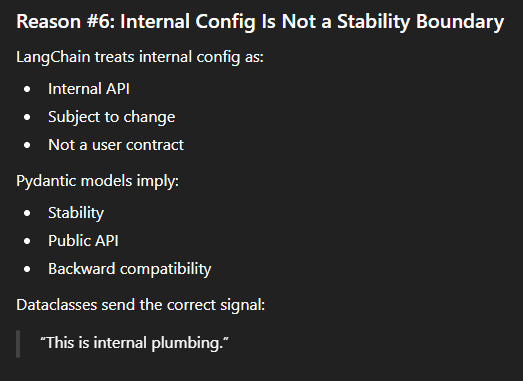 Reason #6: Internal Config Is Not a Stability Boundary
LangChain treats internal config as:
• Internal API
• Subject to change
• Not a user contract
Pydantic models imply:
• Stability
• Public API
• Backward compatibility
Dataclasses send the correct signal:
“This is internal plumbing.”